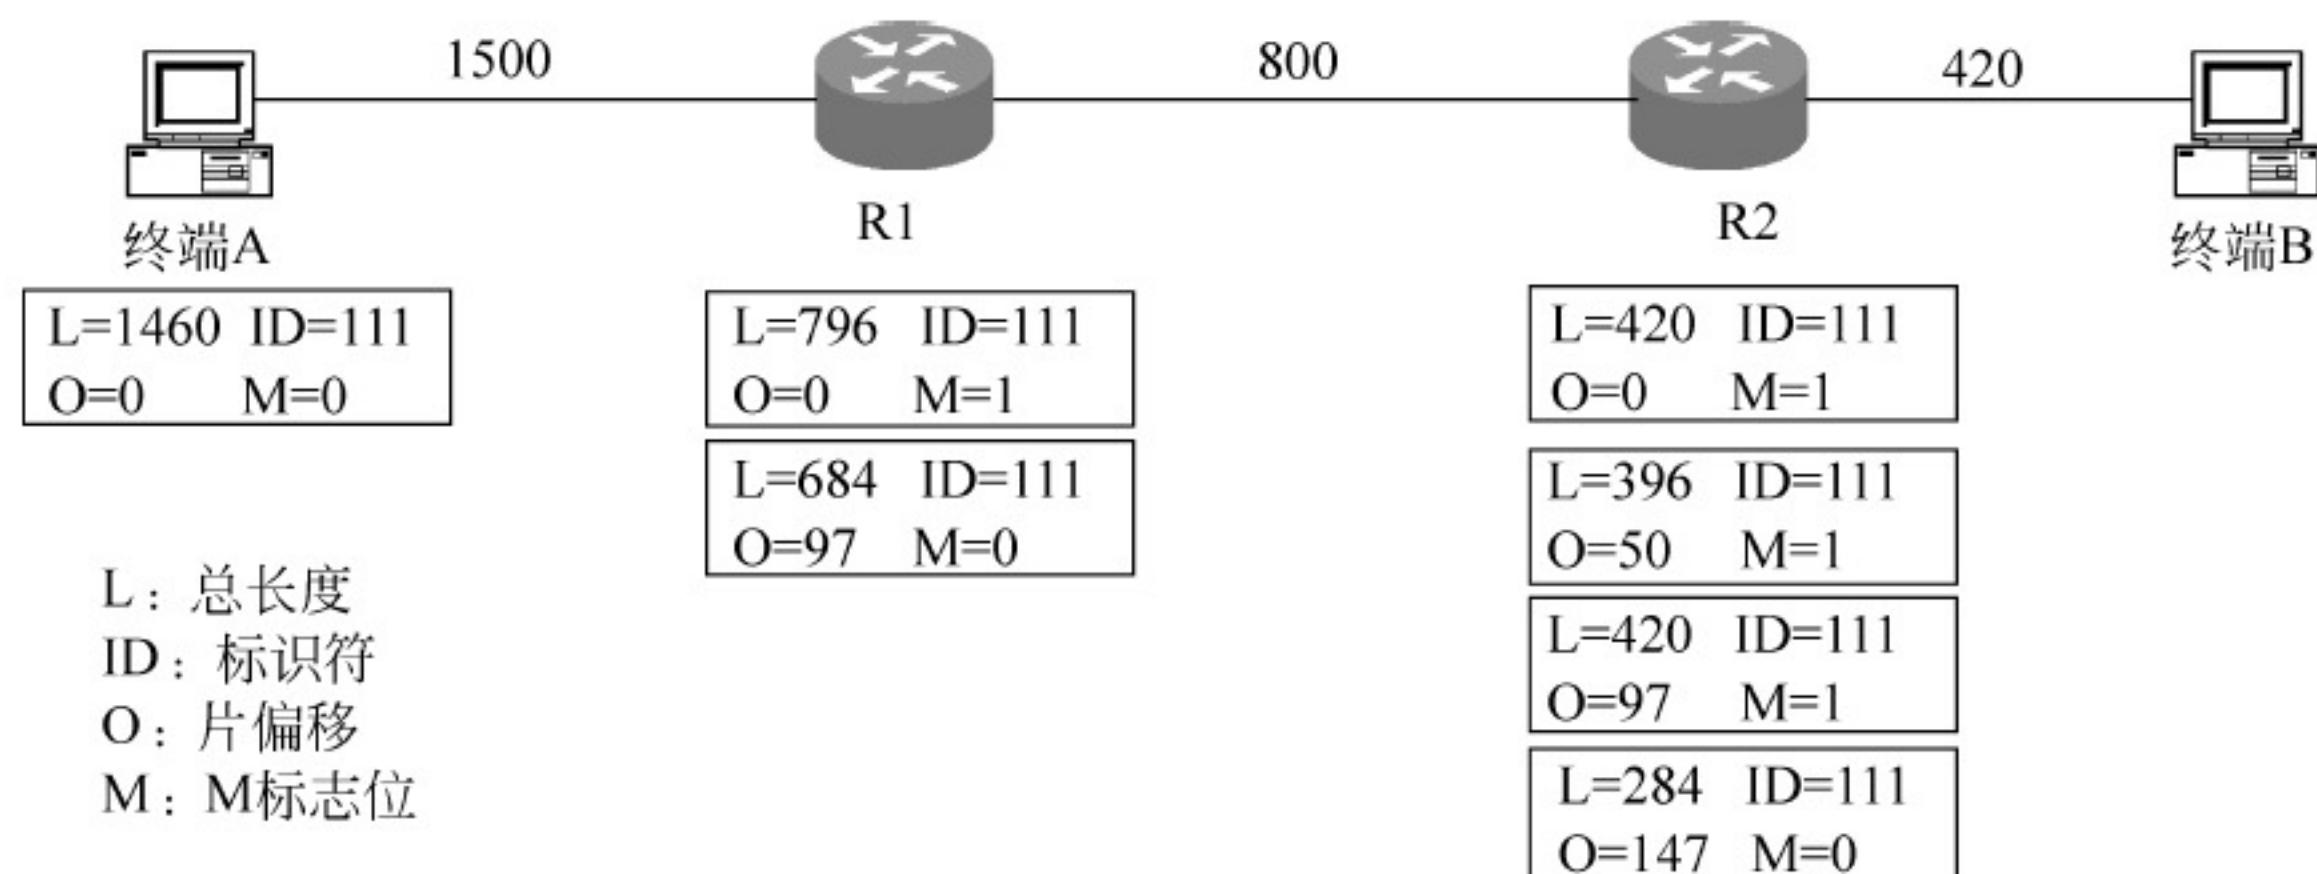 1500
800
420
终端A
R1
R2
终端B
L=1460 ID=111
O=0 M=0
L=796 ID=111
O=0 M=1
L=684 ID=111
O=97 M=0
L=420 ID=111
O=0 M=1
L=396 ID=111
O=50 M=1
L=420 ID=111
O=97 M=1
L=284 ID=111
O=147 M=0
L：总长度
ID：标识符
O：片偏移
M：M标志位